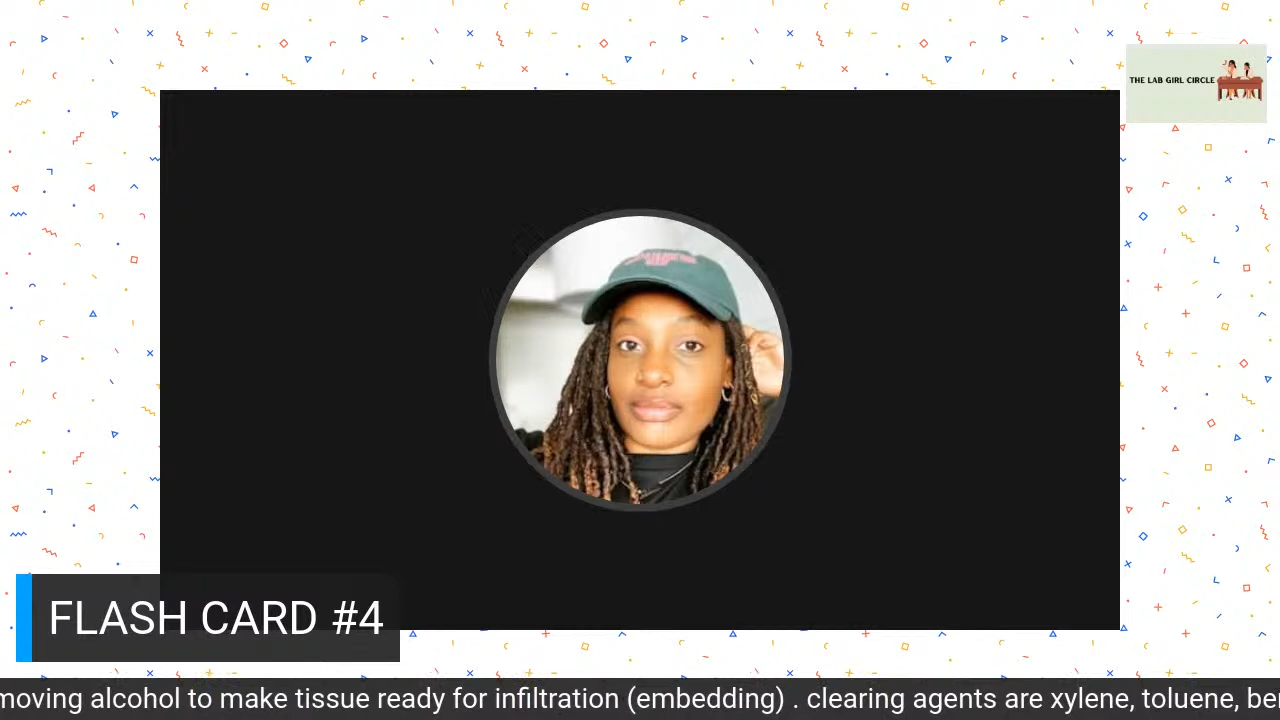 THE LAB GIRL CIRCLE
FLASH CARD #4
moving alcohol to make tissue ready for infiltration (embedding) . clearing agents are xylene, toluene,